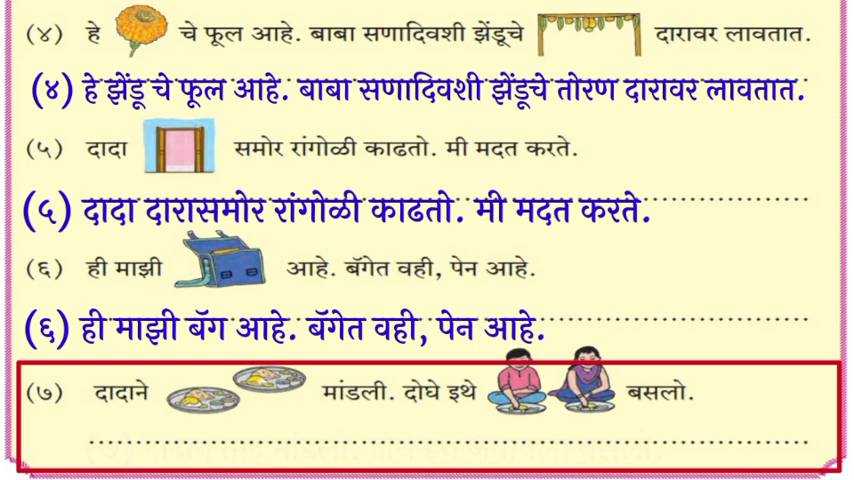 (४) हे चे फूल आहे. बाबा सणादिवशी झेंडूचे दारावर लावतात.
(४) हे झेंडू चे फूल आहे. बाबा सणादिवशी झेंडूचे तोरण दारावर लावतात.
(५) दादा समोर रांगोळी काढतो. मी मदत करते.
(५) दादा दारासमोर रांगोळी काढतो. मी मदत करते.
(६) ही माझी आहे. बॅगेत वही, पेन आहे.
(६) ही माझी बॅग आहे. बॅगेत वही, पेन आहे.
(७) दादाने मांडली. दोघे इथे बसलो.